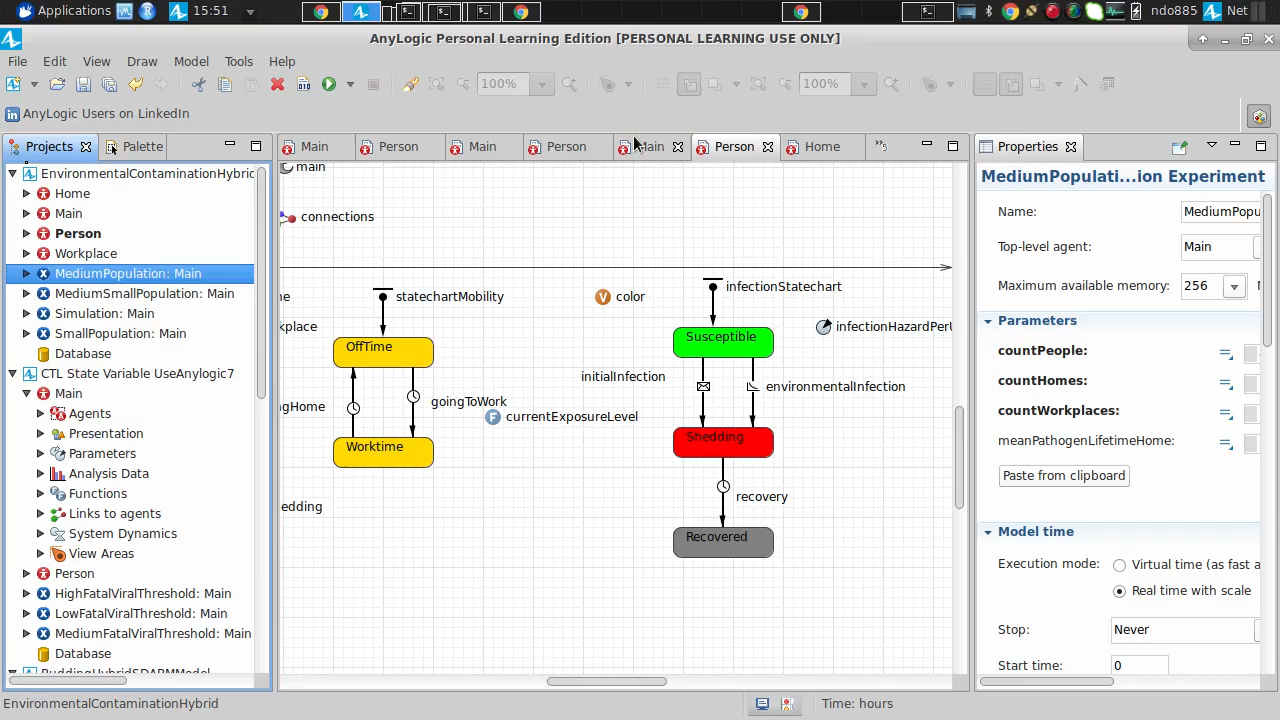 Applications 15:51 ndo885 Net
AnyLogic Personal Learning Edition [PERSONAL LEARNING USE ONLY]
File Edit View Draw Model Tools Help
100% 100%
AnyLogic Users on LinkedIn
Projects Palette
Main Person Main Person Main Person Home
Properties
EnvironmentalContaminationHybrid
Home
Main
Person
Workplace
MediumPopulation: Main
MediumSmallPopulation: Main
Simulation: Main
SmallPopulation: Main
Database
CTL State Variable UseAnylogic7
Main
Agents
Presentation
Parameters
Analysis Data
Functions
Links to agents
System Dynamics
View Areas
Person
HighFatalViralThreshold: Main
LowFatalViralThreshold: Main
MediumFatalViralThreshold: Main
Database
main
connections
statechartMobility
color
infectionStatechart
kplace
infectionHazardPerU
OffTime
Susceptible
initialInfection
environmentalInfection
gHome
goingToWork
currentExposureLevel
Worktime
Shedding
recovery
edding
Recovered
MediumPopulati...ion Experiment
Name: MediumPopu
Top-level agent: Main
Maximum available memory: 256
Parameters
countPeople:
countHomes:
countWorkplaces:
meanPathogenLifetimeHome:
Paste from clipboard
Model time
Execution mode: Virtual time (as fast a
Real time with scale
Stop: Never
Start time: 0
EnvironmentalContaminationHybrid
Time: hours